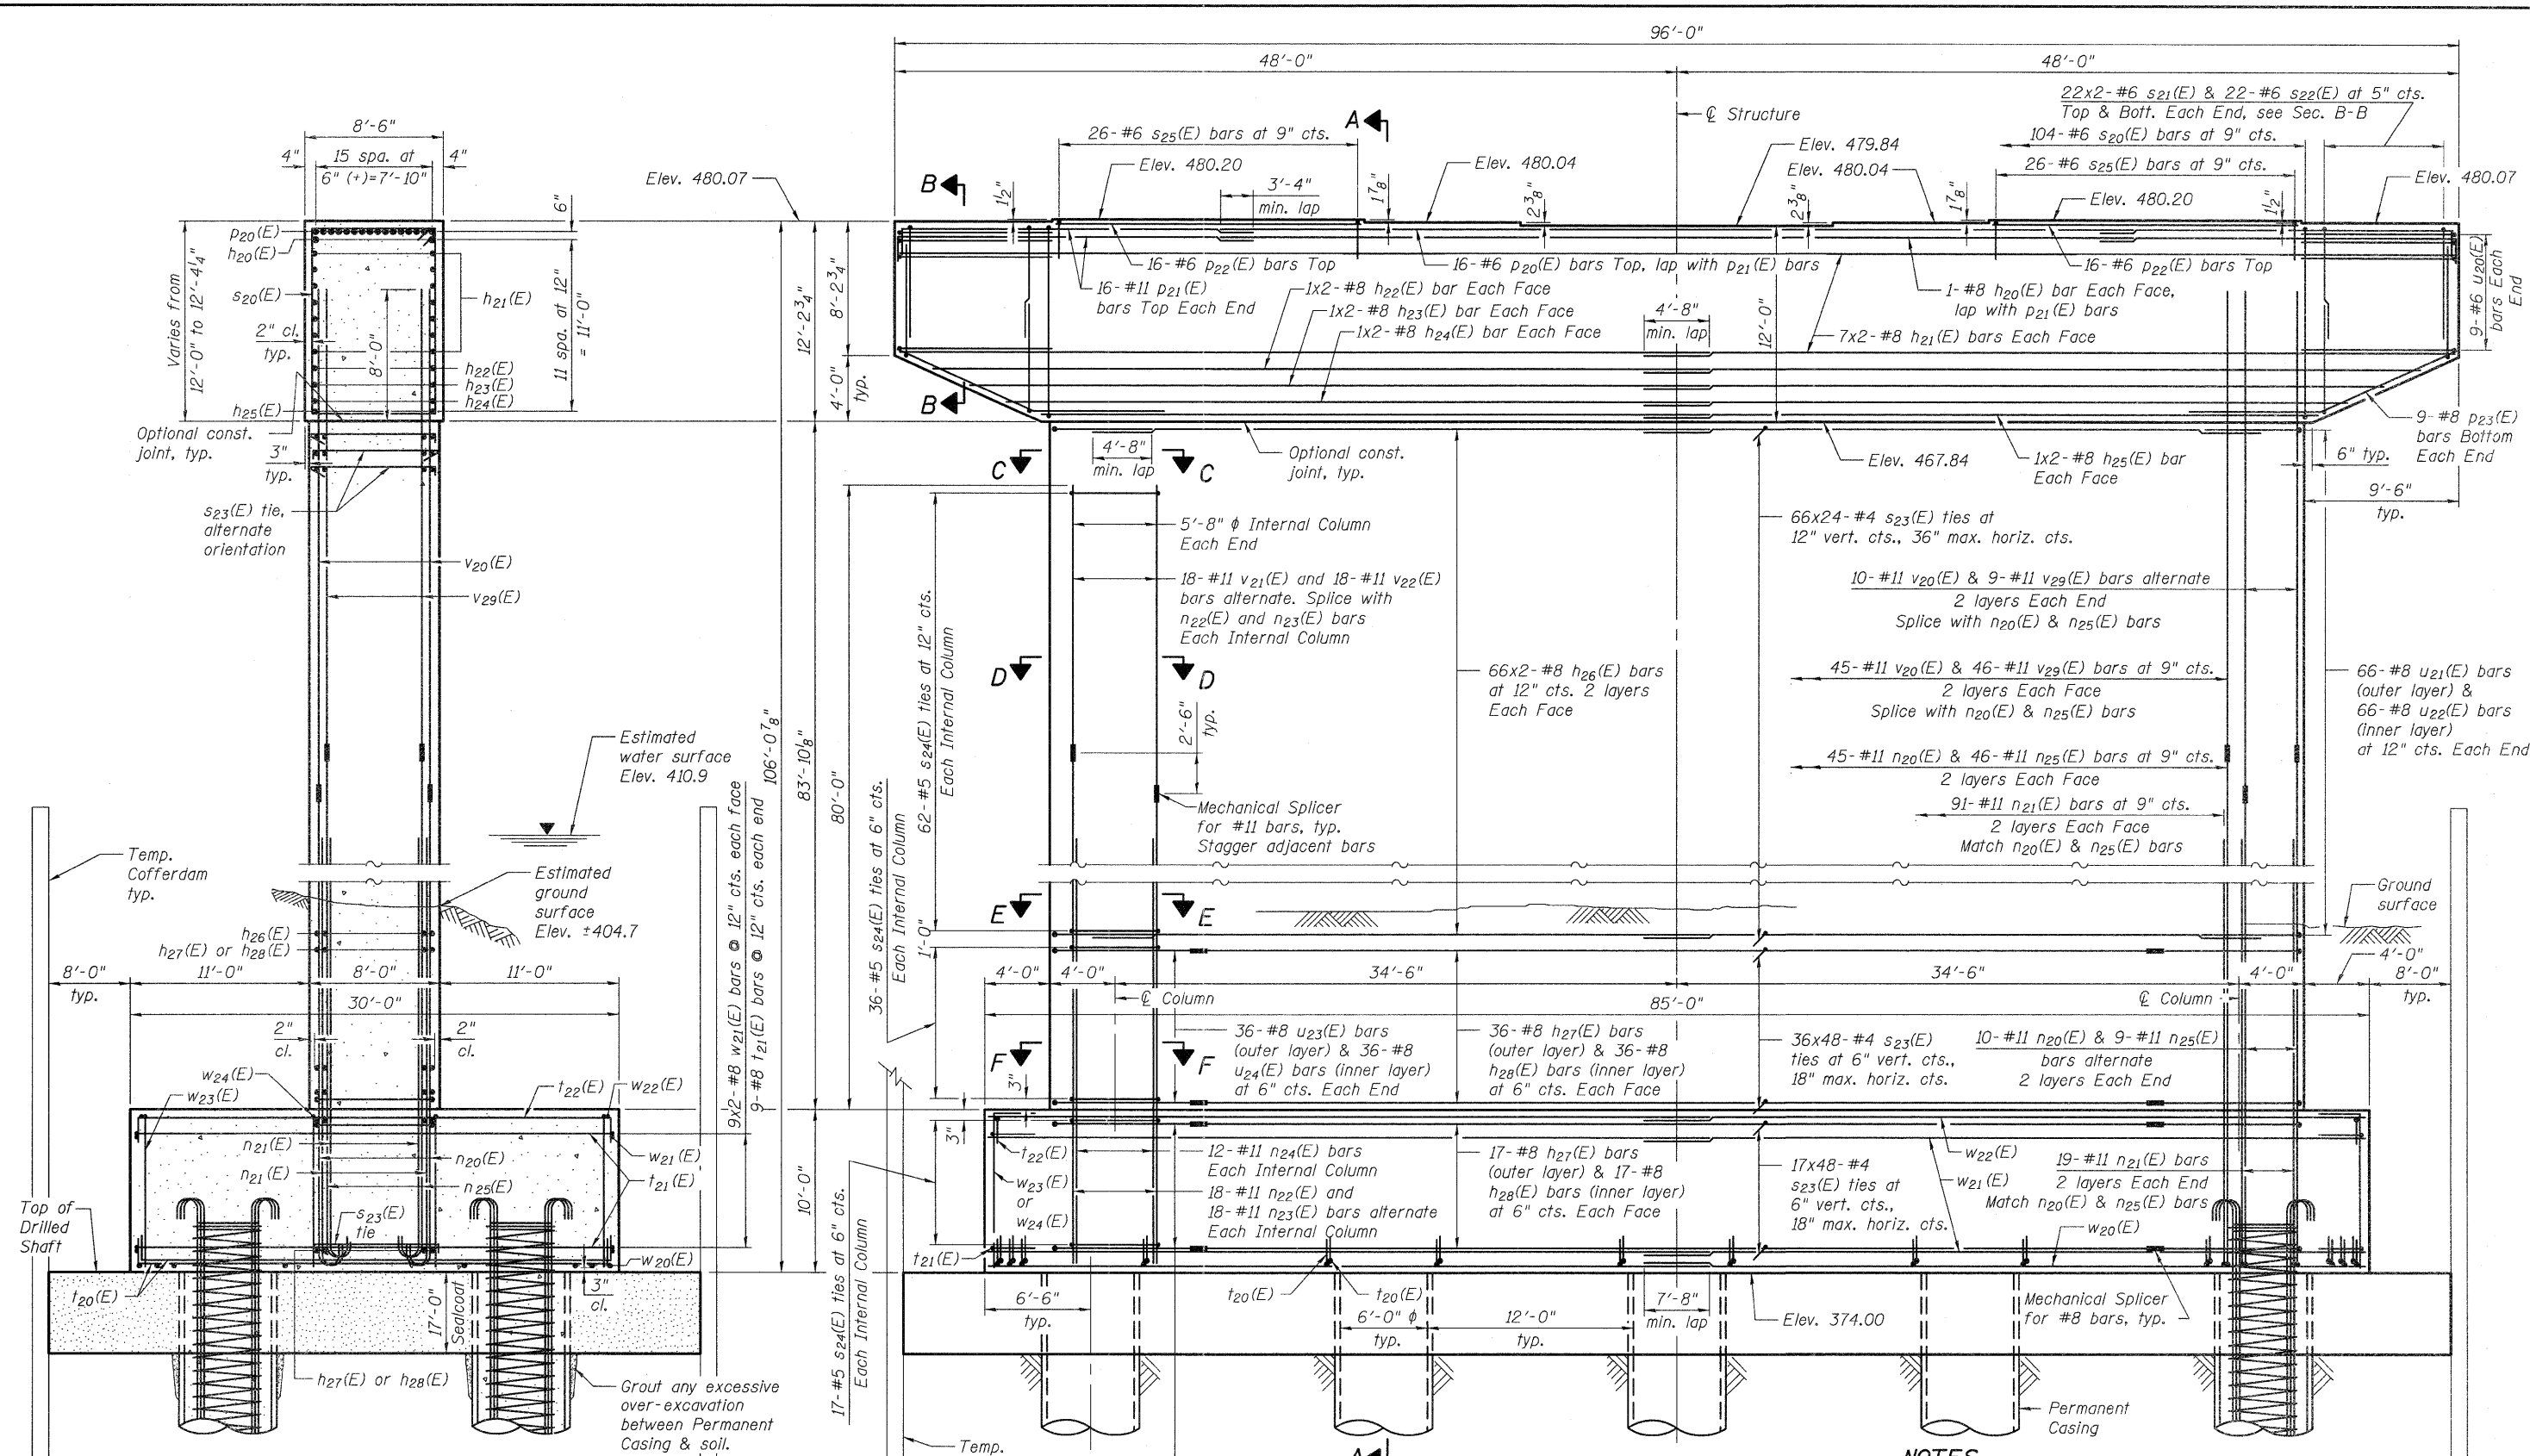 8'-6"
4"
15 spa. at
6" (+)=7'-10"
4"
Elev. 480.07
p20(E)
h20(E)
s20(E)
2" cl.
typ.
Varies from
12'-0" to 12'-4¼"
8'-0"
6"
h21(E)
11 spa. at 12"
= 11'-0"
h22(E)
h23(E)
h24(E)
h25(E)
Optional const.
joint, typ.
3"
typ.
s23(E) tie,
alternate
orientation
v20(E)
v29(E)
Estimated
water surface
Elev. 410.9
Temp.
Cofferdam
typ.
Estimated
ground
surface
Elev. ±404.7
h26(E)
h27(E) or h28(E)
8'-0"
typ.
11'-0"
8'-0"
11'-0"
30'-0"
2"
cl.
2"
cl.
w24(E)
w23(E)
t22(E)
w22(E)
n21(E)
n20(E)
n21(E)
n25(E)
w21(E)
t21(E)
s23(E)
tie
Top of
Drilled
Shaft
t20(E)
w20(E)
3"
cl.
17'-0"
Sealcoat
h27(E) or h28(E)
Grout any excessive
over-excavation
between Permanent
Casing & soil.
9x2-#8 w21(E) bars @ 12" cts. each face
9-#8 t21(E) bars @ 12" cts. each end
106'-0⅞"
12'-2¾"
83'-10⅛"
10'-0"
8'-2¾"
4'-0"
typ.
80'-0"
96'-0"
48'-0"
48'-0"
℄ Structure
22x2-#6 s21(E) & 22-#6 s22(E) at 5" cts.
Top & Bott. Each End, see Sec. B-B
104-#6 s20(E) bars at 9" cts.
26-#6 s25(E) bars at 9" cts.
A
26-#6 s25(E) bars at 9" cts.
Elev. 480.20
Elev. 480.04
Elev. 479.84
Elev. 480.04
Elev. 480.20
Elev. 480.07
B
1½"
3'-4"
min. lap
1⅞"
2⅜"
2⅜"
1⅞"
1½"
16-#6 p22(E) bars Top
16-#6 p20(E) bars Top, lap with p21(E) bars
16-#6 p22(E) bars Top
16-#11 p21(E)
bars Top Each End
1x2-#8 h22(E) bar Each Face
1x2-#8 h23(E) bar Each Face
1x2-#8 h24(E) bar Each Face
4'-8"
min. lap
12'-0"
1-#8 h20(E) bar Each Face,
lap with p21(E) bars
7x2-#8 h21(E) bars Each Face
9-#6 u20(E)
bars Each
End
B
9-#8 p23(E)
bars Bottom
Each End
6" typ.
9'-6"
typ.
C
4'-8"
min. lap
C
Optional const.
joint, typ.
Elev. 467.84
1x2-#8 h25(E) bar
Each Face
5'-8" ϕ Internal Column
Each End
18-#11 v21(E) and 18-#11 v22(E)
bars alternate. Splice with
n22(E) and n23(E) bars
Each Internal Column
66x24-#4 s23(E) ties at
12" vert. cts., 36" max. horiz. cts.
10-#11 v20(E) & 9-#11 v29(E) bars alternate
2 layers Each End
Splice with n20(E) & n25(E) bars
62-#5 s24(E) ties at 12" cts.
Each Internal Column
D
D
66x2-#8 h26(E) bars
at 12" cts. 2 layers
Each Face
45-#11 v20(E) & 46-#11 v29(E) bars at 9" cts.
2 layers Each Face
Splice with n20(E) & n25(E) bars
66-#8 u21(E) bars
(outer layer) &
66-#8 u22(E) bars
(inner layer)
at 12" cts. Each End
2'-6"
typ.
45-#11 n20(E) & 46-#11 n25(E) bars at 9" cts.
2 layers Each Face
91-#11 n21(E) bars at 9" cts.
2 layers Each Face
Match n20(E) & n25(E) bars
Mechanical Splicer
for #11 bars, typ.
Stagger adjacent bars
36-#5 s24(E) ties at 6" cts.
Each Internal Column
1'-0"
E
E
Ground
surface
4'-0"
4'-0"
34'-6"
34'-6"
4'-0"
4'-0"
8'-0"
typ.
℄ Column
85'-0"
℄ Column
F
F
36-#8 u23(E) bars
(outer layer) & 36-#8
u24(E) bars (inner layer)
at 6" cts. Each End
36-#8 h27(E) bars
(outer layer) & 36-#8
h28(E) bars (inner layer)
at 6" cts. Each Face
36x48-#4 s23(E)
ties at 6" vert. cts.,
18" max. horiz. cts.
10-#11 n20(E) & 9-#11 n25(E)
bars alternate
2 layers Each End
3"
3"
t22(E)
w23(E)
or
w24(E)
12-#11 n24(E) bars
Each Internal Column
18-#11 n22(E) and
18-#11 n23(E) bars alternate
Each Internal Column
17-#8 h27(E) bars
(outer layer) & 17-#8
h28(E) bars (inner layer)
at 6" cts. Each Face
17x48-#4
s23(E) ties at
6" vert. cts.,
18" max. horiz. cts.
w22(E)
w21(E)
19-#11 n21(E) bars
2 layers Each End
Match n20(E) & n25(E) bars
w20(E)
17-#5 s24(E) ties at 6" cts.
Each Internal Column
t21(E)
6'-6"
typ.
t20(E)
t20(E)
6'-0" ϕ
typ.
12'-0"
typ.
7'-8"
min. lap
Elev. 374.00
Mechanical Splicer
for #8 bars, typ.
Permanent
Casing
Temp.
A
NOTES